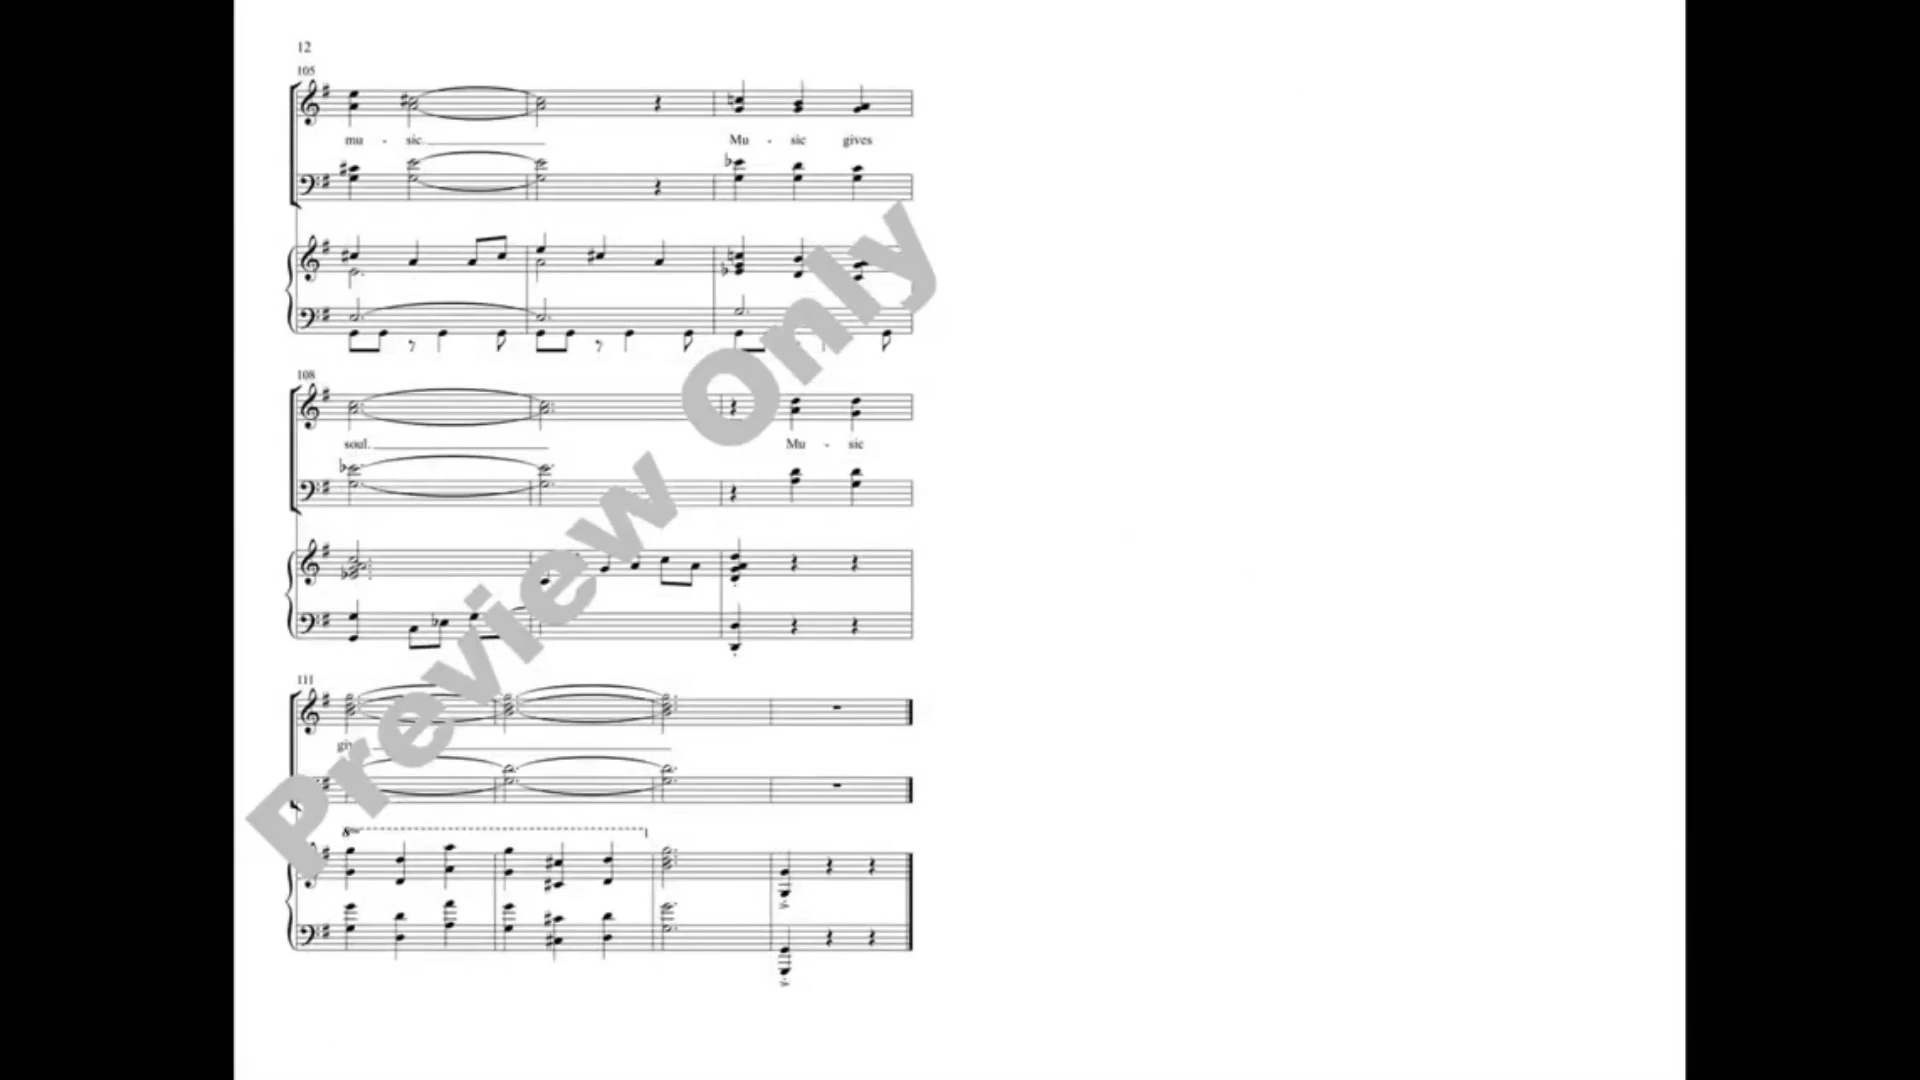 12
105
mu - sic.
Mu - sic gives
108
soul.
Mu - sic
111
8va
Preview Only